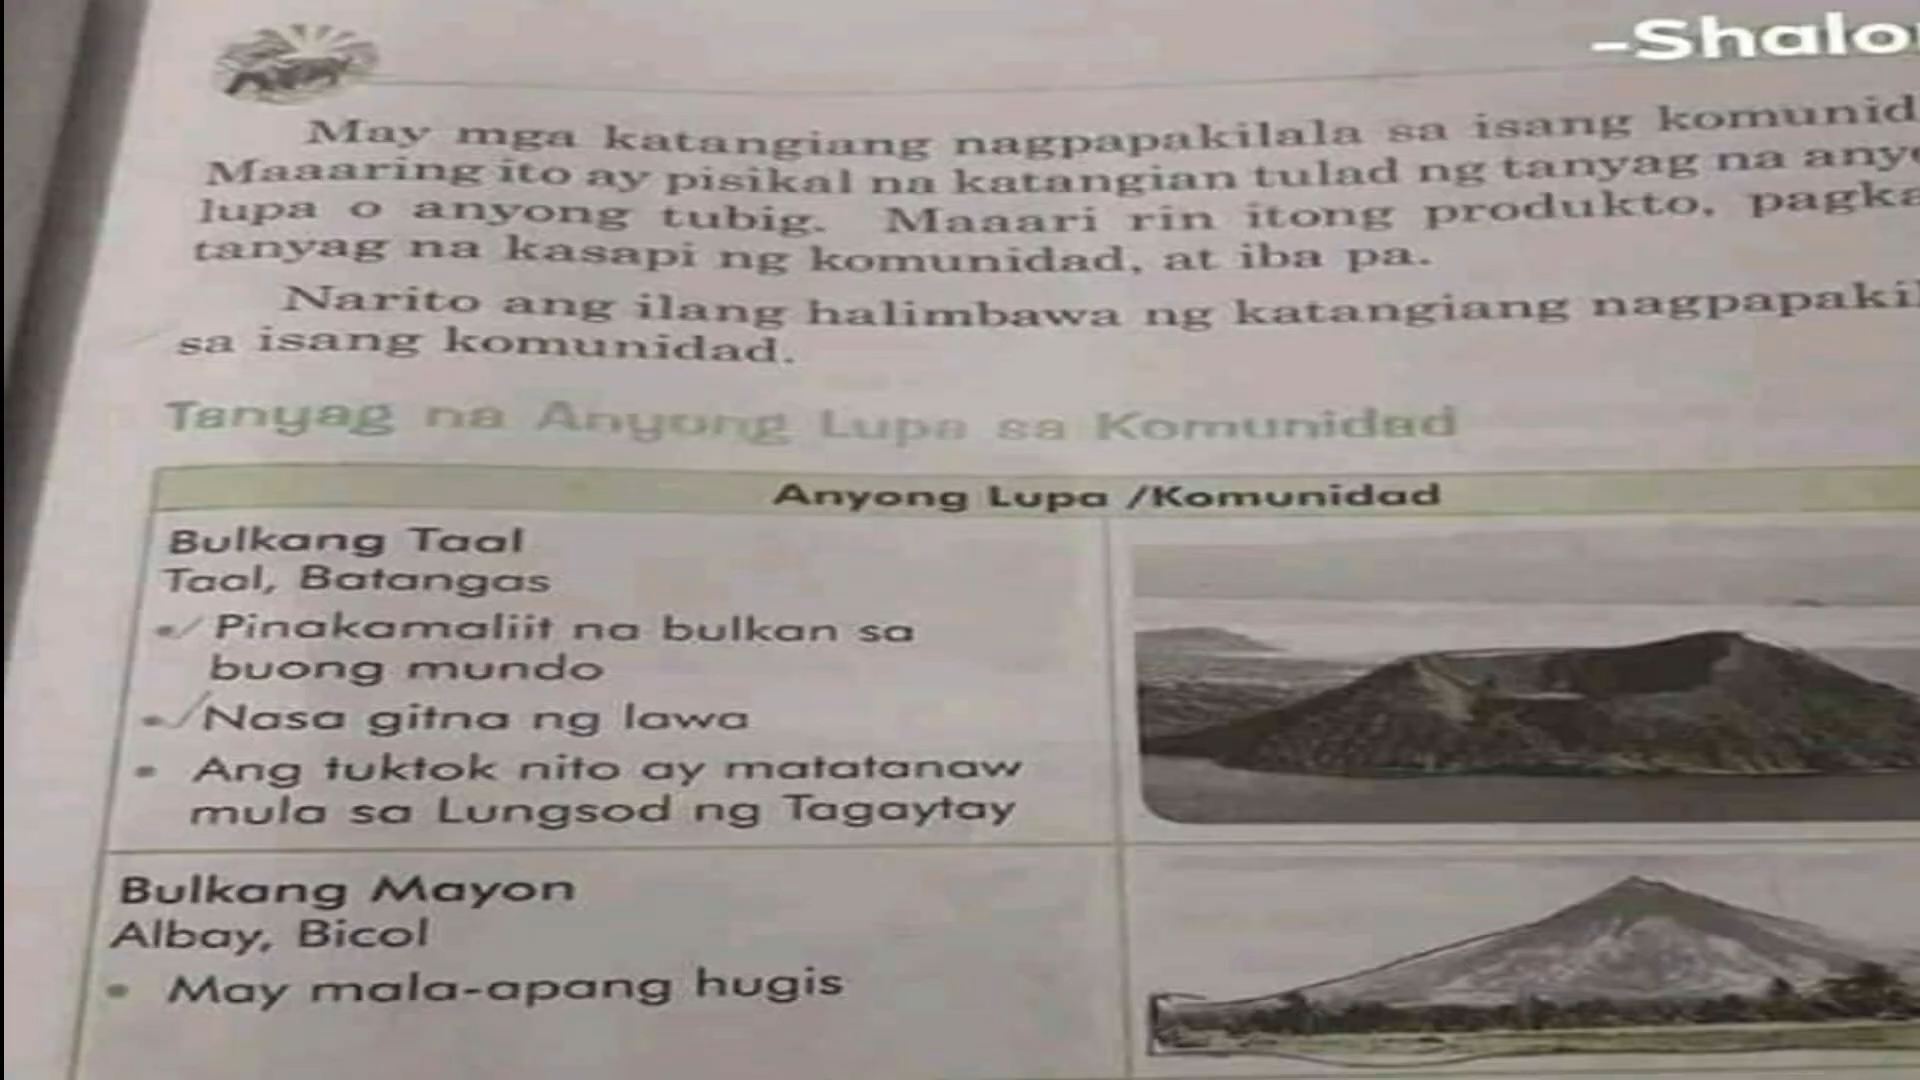 -Shalo
May mga katangiang nagpapakilala sa isang komunid
Maaaring ito ay pisikal na katangian tulad ng tanyag na anyo
lupa o anyong tubig. Maaari rin itong produkto, pagka
tanyag na kasapi ng komunidad, at iba pa.
Narito ang ilang halimbawa ng katangiang nagpapakil
sa isang komunidad.
Tanyag na Anyong Lupa sa Komunidad
Anyong Lupa /Komunidad
Bulkang Taal
Taal, Batangas
• Pinakamaliit na bulkan sa
buong mundo
• Nasa gitna ng lawa
• Ang tuktok nito ay matatanaw
mula sa Lungsod ng Tagaytay
Bulkang Mayon
Albay, Bicol
• May mala-apang hugis